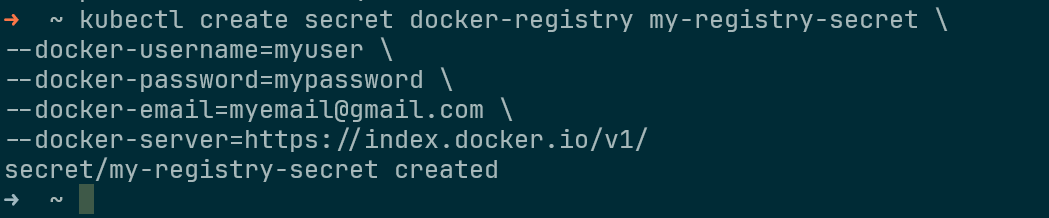 ➜  ~ kubectl create secret docker-registry my-registry-secret \
--docker-username=myuser \
--docker-password=mypassword \
--docker-email=myemail@gmail.com \
--docker-server=https://index.docker.io/v1/
secret/my-registry-secret created
➜  ~